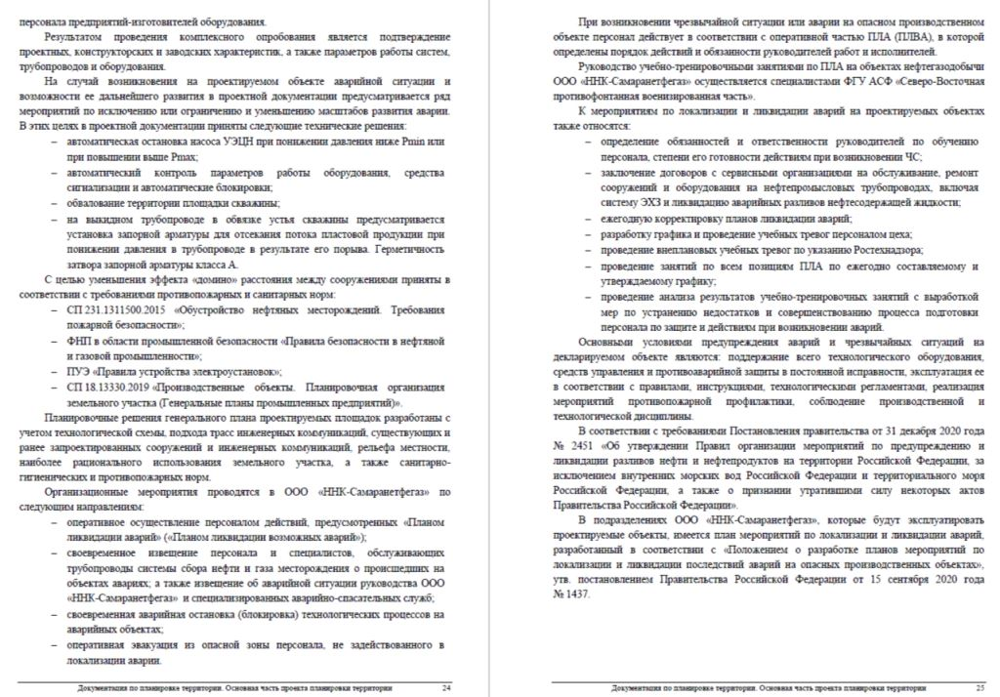 персонала предприятий-изготовителей оборудования.
Результатом проведения комплексного опробования является подтверждение
проектных, конструкторских и заводских характеристик, а также параметров работы систем,
трубопроводов и оборудования.
На случай возникновения на проектируемом объекте аварийной ситуации и
возможности ее дальнейшего развития в проектной документации предусматривается ряд
мероприятий по исключению или ограничению и уменьшению масштабов развития аварии.
В этих целях в проектной документации приняты следующие технические решения:
– автоматическая остановка насоса УЭЦН при понижении давления ниже Pmin или
при повышении выше Pmax;
– автоматический контроль параметров работы оборудования, средства
сигнализации и автоматические блокировки;
– обвалование территории площадки скважины;
– на выкидном трубопроводе в обвязке устья скважины предусматривается
установка запорной арматуры для отсекания потока пластовой продукции при
понижении давления в трубопроводе в результате его порыва. Герметичность
затвора запорной арматуры класса А.
С целью уменьшения эффекта «домино» расстояния между сооружениями приняты в
соответствии с требованиями противопожарных и санитарных норм:
– СП 231.1311500.2015 «Обустройство нефтяных месторождений. Требования
пожарной безопасности»;
– ФНП в области промышленной безопасности «Правила безопасности в нефтяной
и газовой промышленности»;
– ПУЭ «Правила устройства электроустановок»;
– СП 18.13330.2019 «Производственные объекты. Планировочная организация
земельного участка (Генеральные планы промышленных предприятий)».
Планировочные решения генерального плана проектируемых площадок разработаны с
учетом технологической схемы, подхода трасс инженерных коммуникаций, существующих и
ранее запроектированных сооружений и инженерных коммуникаций, рельефа местности,
наиболее рационального использования земельного участка, а также санитарно-
гигиенических и противопожарных норм.
Организационные мероприятия проводятся в ООО «ННК-Самаранетфегаз» по
следующим направлениям:
– оперативное осуществление персоналом действий, предусмотренных «Планом
ликвидации аварий» («Планом ликвидации возможных аварий»);
– своевременное извещение персонала и специалистов, обслуживающих
трубопроводы системы сбора нефти и газа месторождения о происшедших на
объектах авариях; а также извещение об аварийной ситуации руководства ООО
«ННК-Самаранетфегаз» и специализированных аварийно-спасательных служб;
– своевременная аварийная остановка (блокировка) технологических процессов на
аварийных объектах;
– оперативная эвакуация из опасной зоны персонала, не задействованного в
локализации аварии.
Документация по планировке территории. Основная часть проекта планировки территории 24
При возникновении чрезвычайной ситуации или аварии на опасном производственном
объекте персонал действует в соответствии с оперативной частью ПЛА (ПЛВА), в которой
определены порядок действий и обязанности руководителей работ и исполнителей.
Руководство учебно-тренировочными занятиями по ПЛА на объектах нефтегазодобычи
ООО «ННК-Самаранетфегаз» осуществляется специалистами ФГУ АСФ «Северо-Восточная
противофонтанная военизированная часть».
К мероприятиям по локализации и ликвидации аварий на проектируемых объектах
также относятся:
– определение обязанностей и ответственности руководителей по обучению
персонала, степени его готовности действиям при возникновении ЧС;
– заключение договоров с сервисными организациями на обслуживание, ремонт
сооружений и оборудования на нефтепромысловых трубопроводах, включая
систему ЭХЗ и ликвидацию аварийных разливов нефтесодержащей жидкости;
– ежегодную корректировку планов ликвидации аварий;
– разработку графика и проведение учебных тревог персоналом цеха;
– проведение внеплановых учебных тревог по указанию Ростехнадзора;
– проведение занятий по всем позициям ПЛА по ежегодно составляемому и
утверждаемому графику;
– проведение анализа результатов учебно-тренировочных занятий с выработкой
мер по устранению недостатков и совершенствованию процесса подготовки
персонала по защите и действиям при возникновении аварий.
Основными условиями предупреждения аварий и чрезвычайных ситуаций на
декларируемом объекте являются: поддержание всего технологического оборудования,
средств управления и противоаварийной защиты в постоянной исправности, эксплуатация ее
в соответствии с правилами, инструкциями, технологическими регламентами, реализация
мероприятий противопожарной профилактики, соблюдение производственной и
технологической дисциплины.
В соответствии с требованиями Постановления правительства от 31 декабря 2020 года
№ 2451 «Об утверждении Правил организации мероприятий по предупреждению и
ликвидации разливов нефти и нефтепродуктов на территории Российской Федерации, за
исключением внутренних морских вод Российской Федерации и территориального моря
Российской Федерации, а также о признании утратившими силу некоторых актов
Правительства Российской Федерации».
В подразделениях ООО «ННК-Самаранетфегаз», которые будут эксплуатировать
проектируемые объекты, имеется план мероприятий по локализации и ликвидации аварий,
разработанный в соответствии с «Положением о разработке планов мероприятий по
локализации и ликвидации последствий аварий на опасных производственных объектах»,
утв. постановлением Правительства Российской Федерации от 15 сентября 2020 года
№ 1437.
Документация по планировке территории. Основная часть проекта планировки территории 25